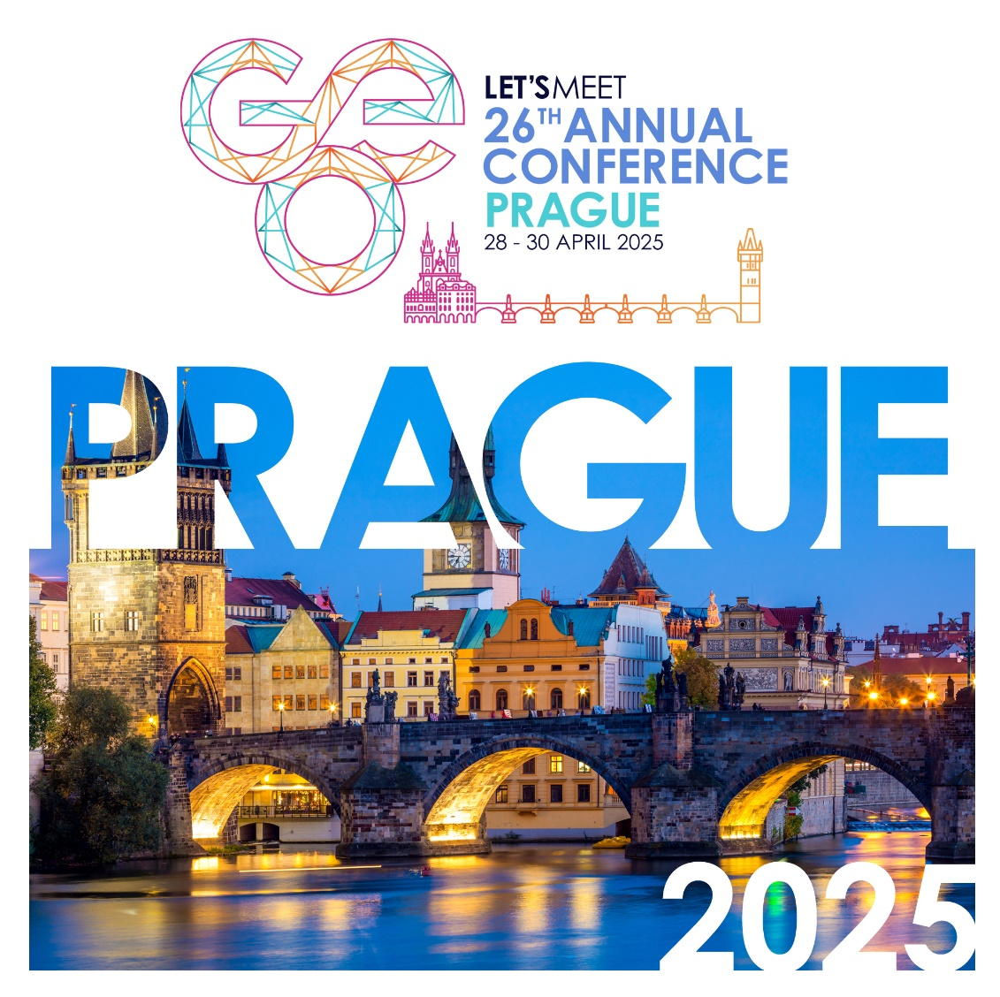 GeO
LET'S MEET
26TH ANNUAL
CONFERENCE
PRAGUE
28 - 30 APRIL 2025
PRAGUE
2025